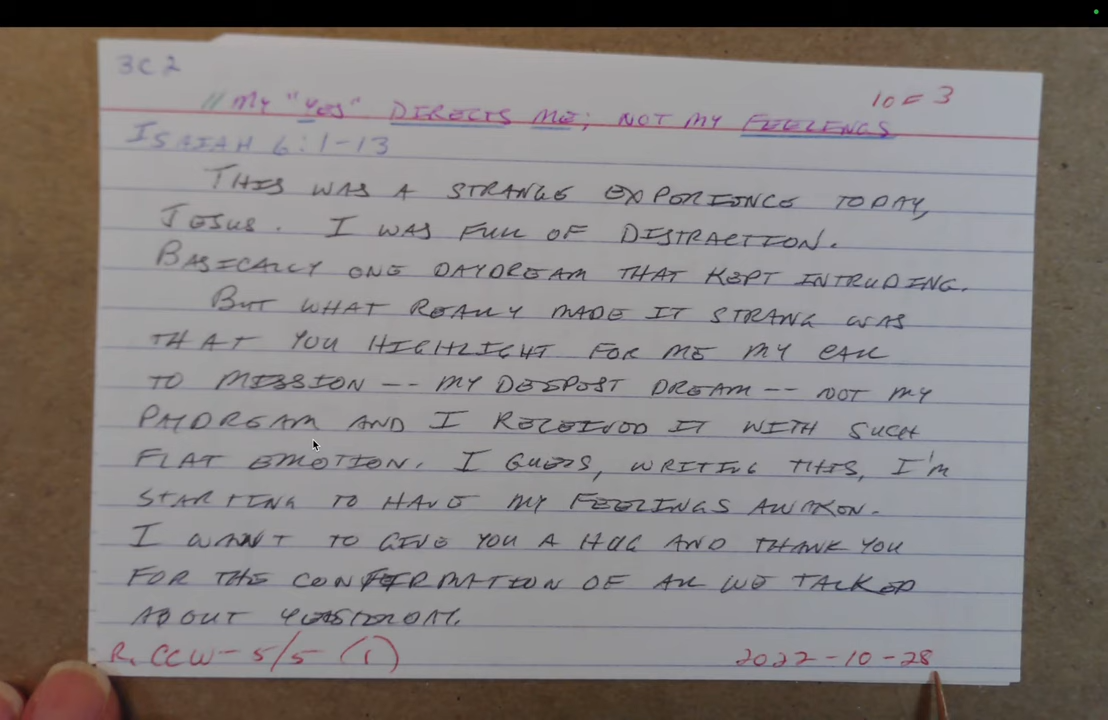 3C2
10 = 3
// My "Yes" DIRECTS ME; NOT MY FEELINGS
ISAIAH 6:1-13
THIS WAS A STRANGE EXPERIENCE TODAY,
JESUS. I WAS FULL OF DISTRACTION.
BASICALLY ONE DAYDREAM THAT KEPT INTRUDING.
BUT WHAT REALLY MADE IT STRANG WAS
THAT YOU HIGHLIGHT FOR ME MY CALL
TO MISSION -- MY DEEPEST DREAM -- NOT MY
DAYDREAM AND I RECEIVED IT WITH SUCH
FLAT EMOTION. I GUESS, WRITING THIS, I'M
STARTING TO HAVE MY FEELINGS AWAKEN.
I WANT TO GIVE YOU A HUG AND THANK YOU
FOR THE CONFIRMATION OF ALL WE TALKED
ABOUT YESTERDAY.
R. CCW - 5/5 (1)
2022-10-28